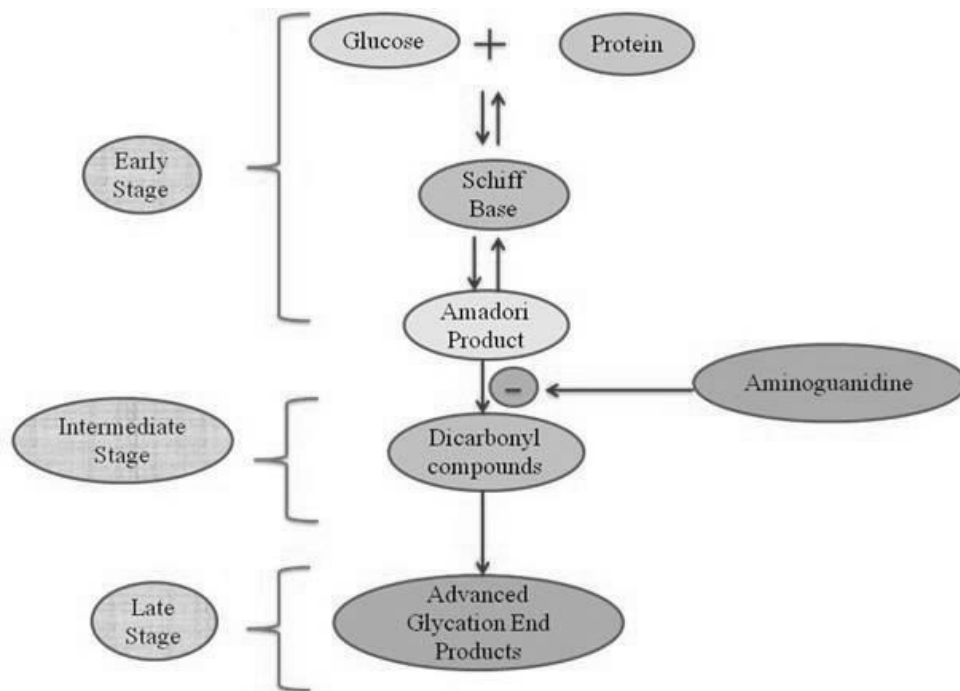 Glucose + Protein
Early
Stage
Schiff
Base
Amadori
Product
-
Aminoguanidine
Intermediate
Stage
Dicarbonyl
compounds
Late
Stage
Advanced
Glycation End
Products